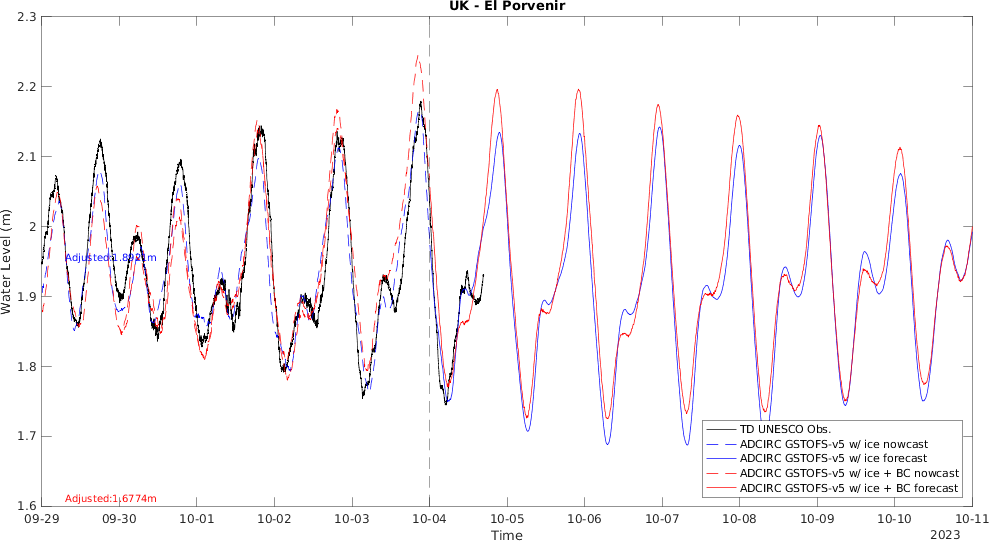 UK - El Porvenir
2.3
2.2
2.1
2
1.9
1.8
1.7
1.6
Water Level (m)
Adjusted:1.8921m
Adjusted:1.6774m
TD UNESCO Obs.
ADCIRC GSTOFS-v5 w/ ice nowcast
ADCIRC GSTOFS-v5 w/ ice forecast
ADCIRC GSTOFS-v5 w/ ice + BC nowcast
ADCIRC GSTOFS-v5 w/ ice + BC forecast
09-29 09-30 10-01 10-02 10-03 10-04 10-05 10-06 10-07 10-08 10-09 10-10 10-11
Time
2023